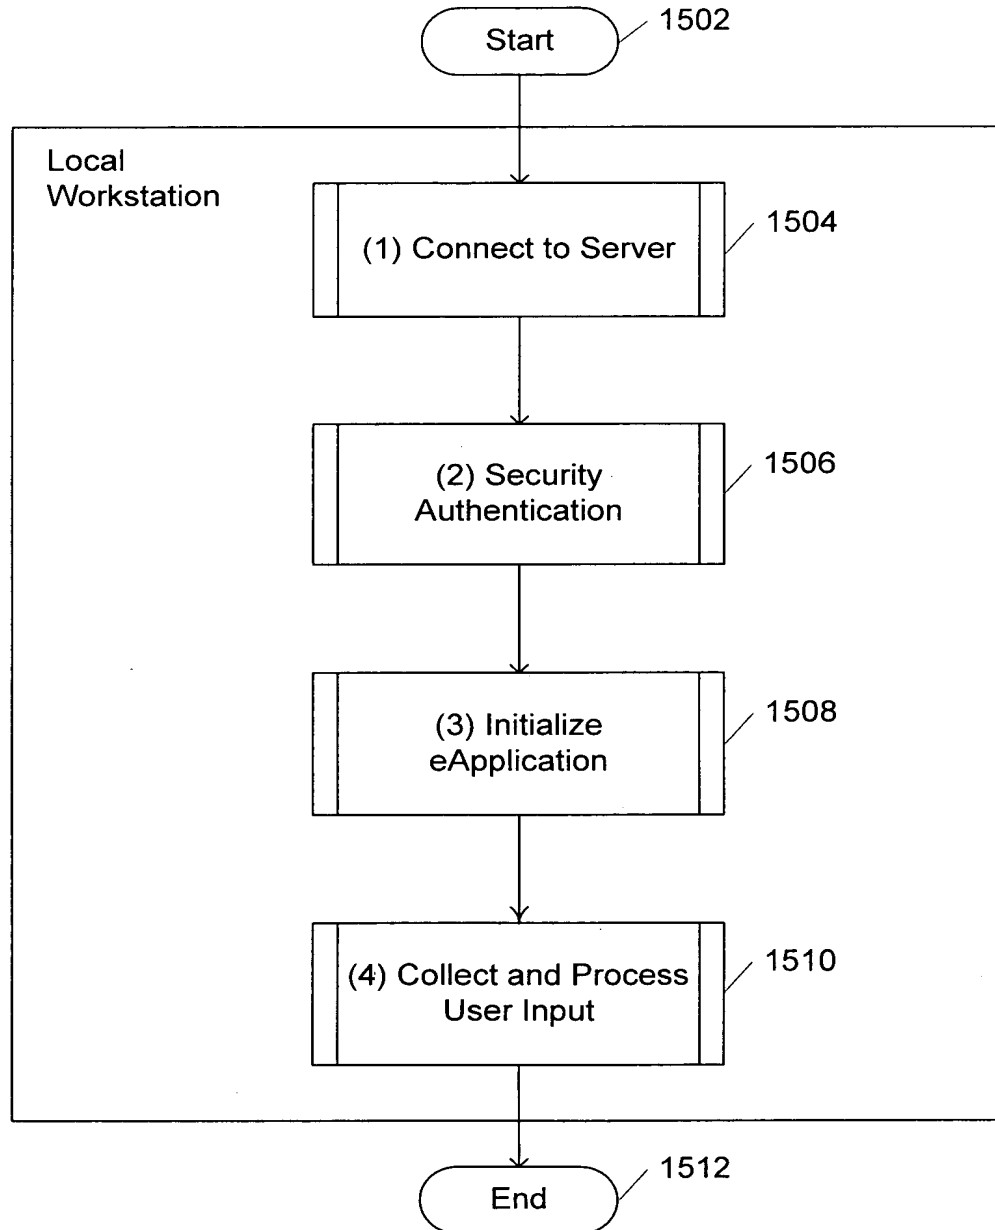 Start
1502
Local
Workstation
(1) Connect to Server
1504
(2) Security
Authentication
1506
(3) Initialize
eApplication
1508
(4) Collect and Process
User Input
1510
End
1512